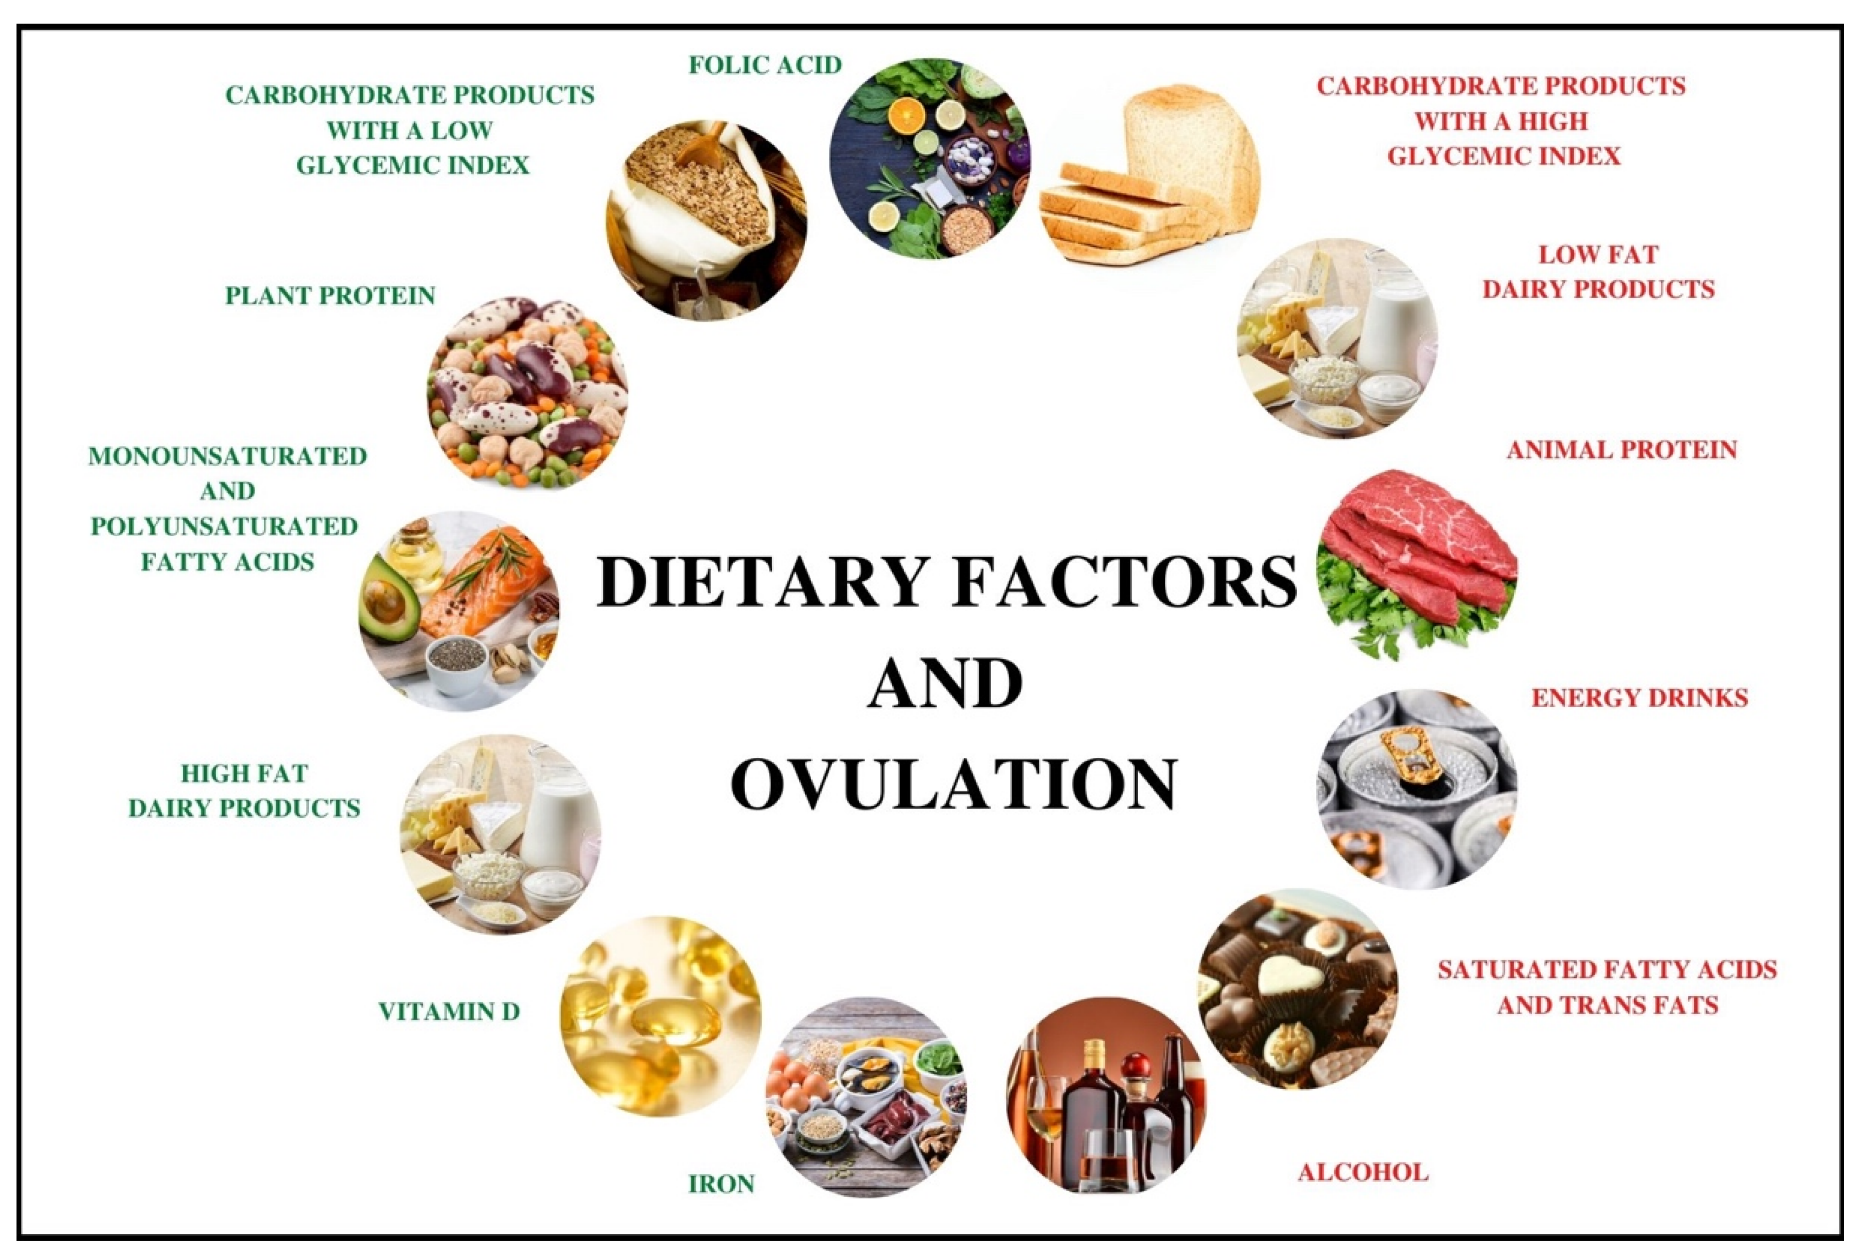 FOLIC ACID
CARBOHYDRATE PRODUCTS
WITH A LOW
GLYCEMIC INDEX
PLANT PROTEIN
MONOUNSATURATED
AND
POLYUNSATURATED
FATTY ACIDS
HIGH FAT
DAIRY PRODUCTS
VITAMIN D
IRON
DIETARY FACTORS
AND
OVULATION
CARBOHYDRATE PRODUCTS
WITH A HIGH
GLYCEMIC INDEX
LOW FAT
DAIRY PRODUCTS
ANIMAL PROTEIN
ENERGY DRINKS
SATURATED FATTY ACIDS
AND TRANS FATS
ALCOHOL